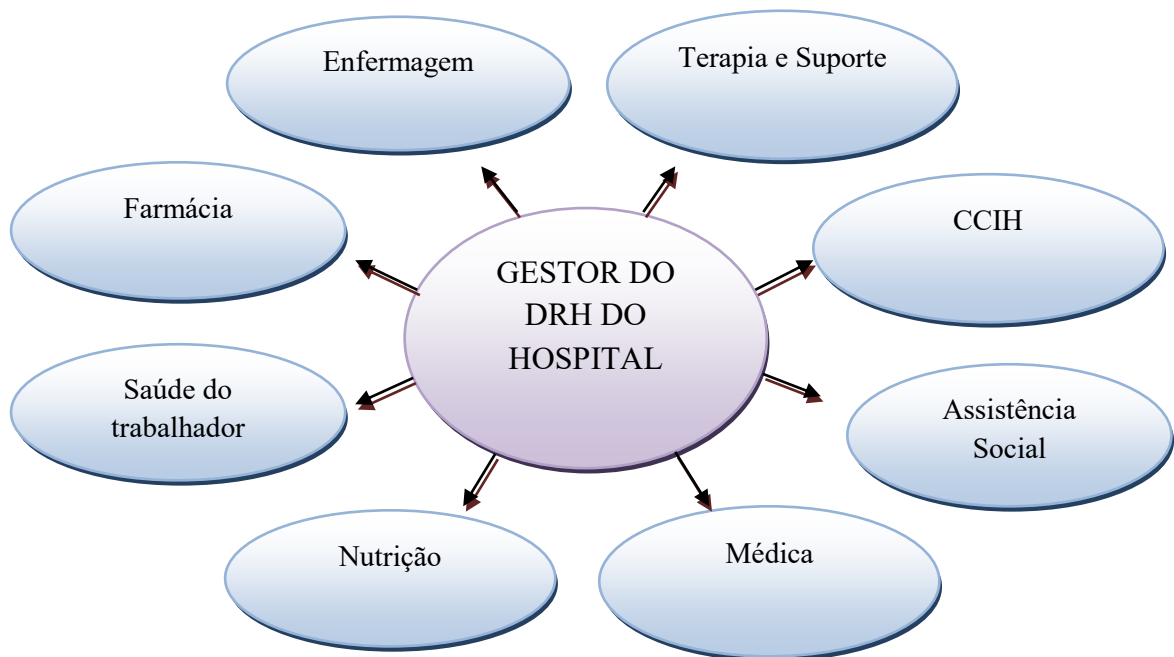 Enfermagem
Terapia e Suporte
Farmácia
CCIH
GESTOR DO
DRH DO
HOSPITAL
Saúde do
trabalhador
Assistência
Social
Nutrição
Médica